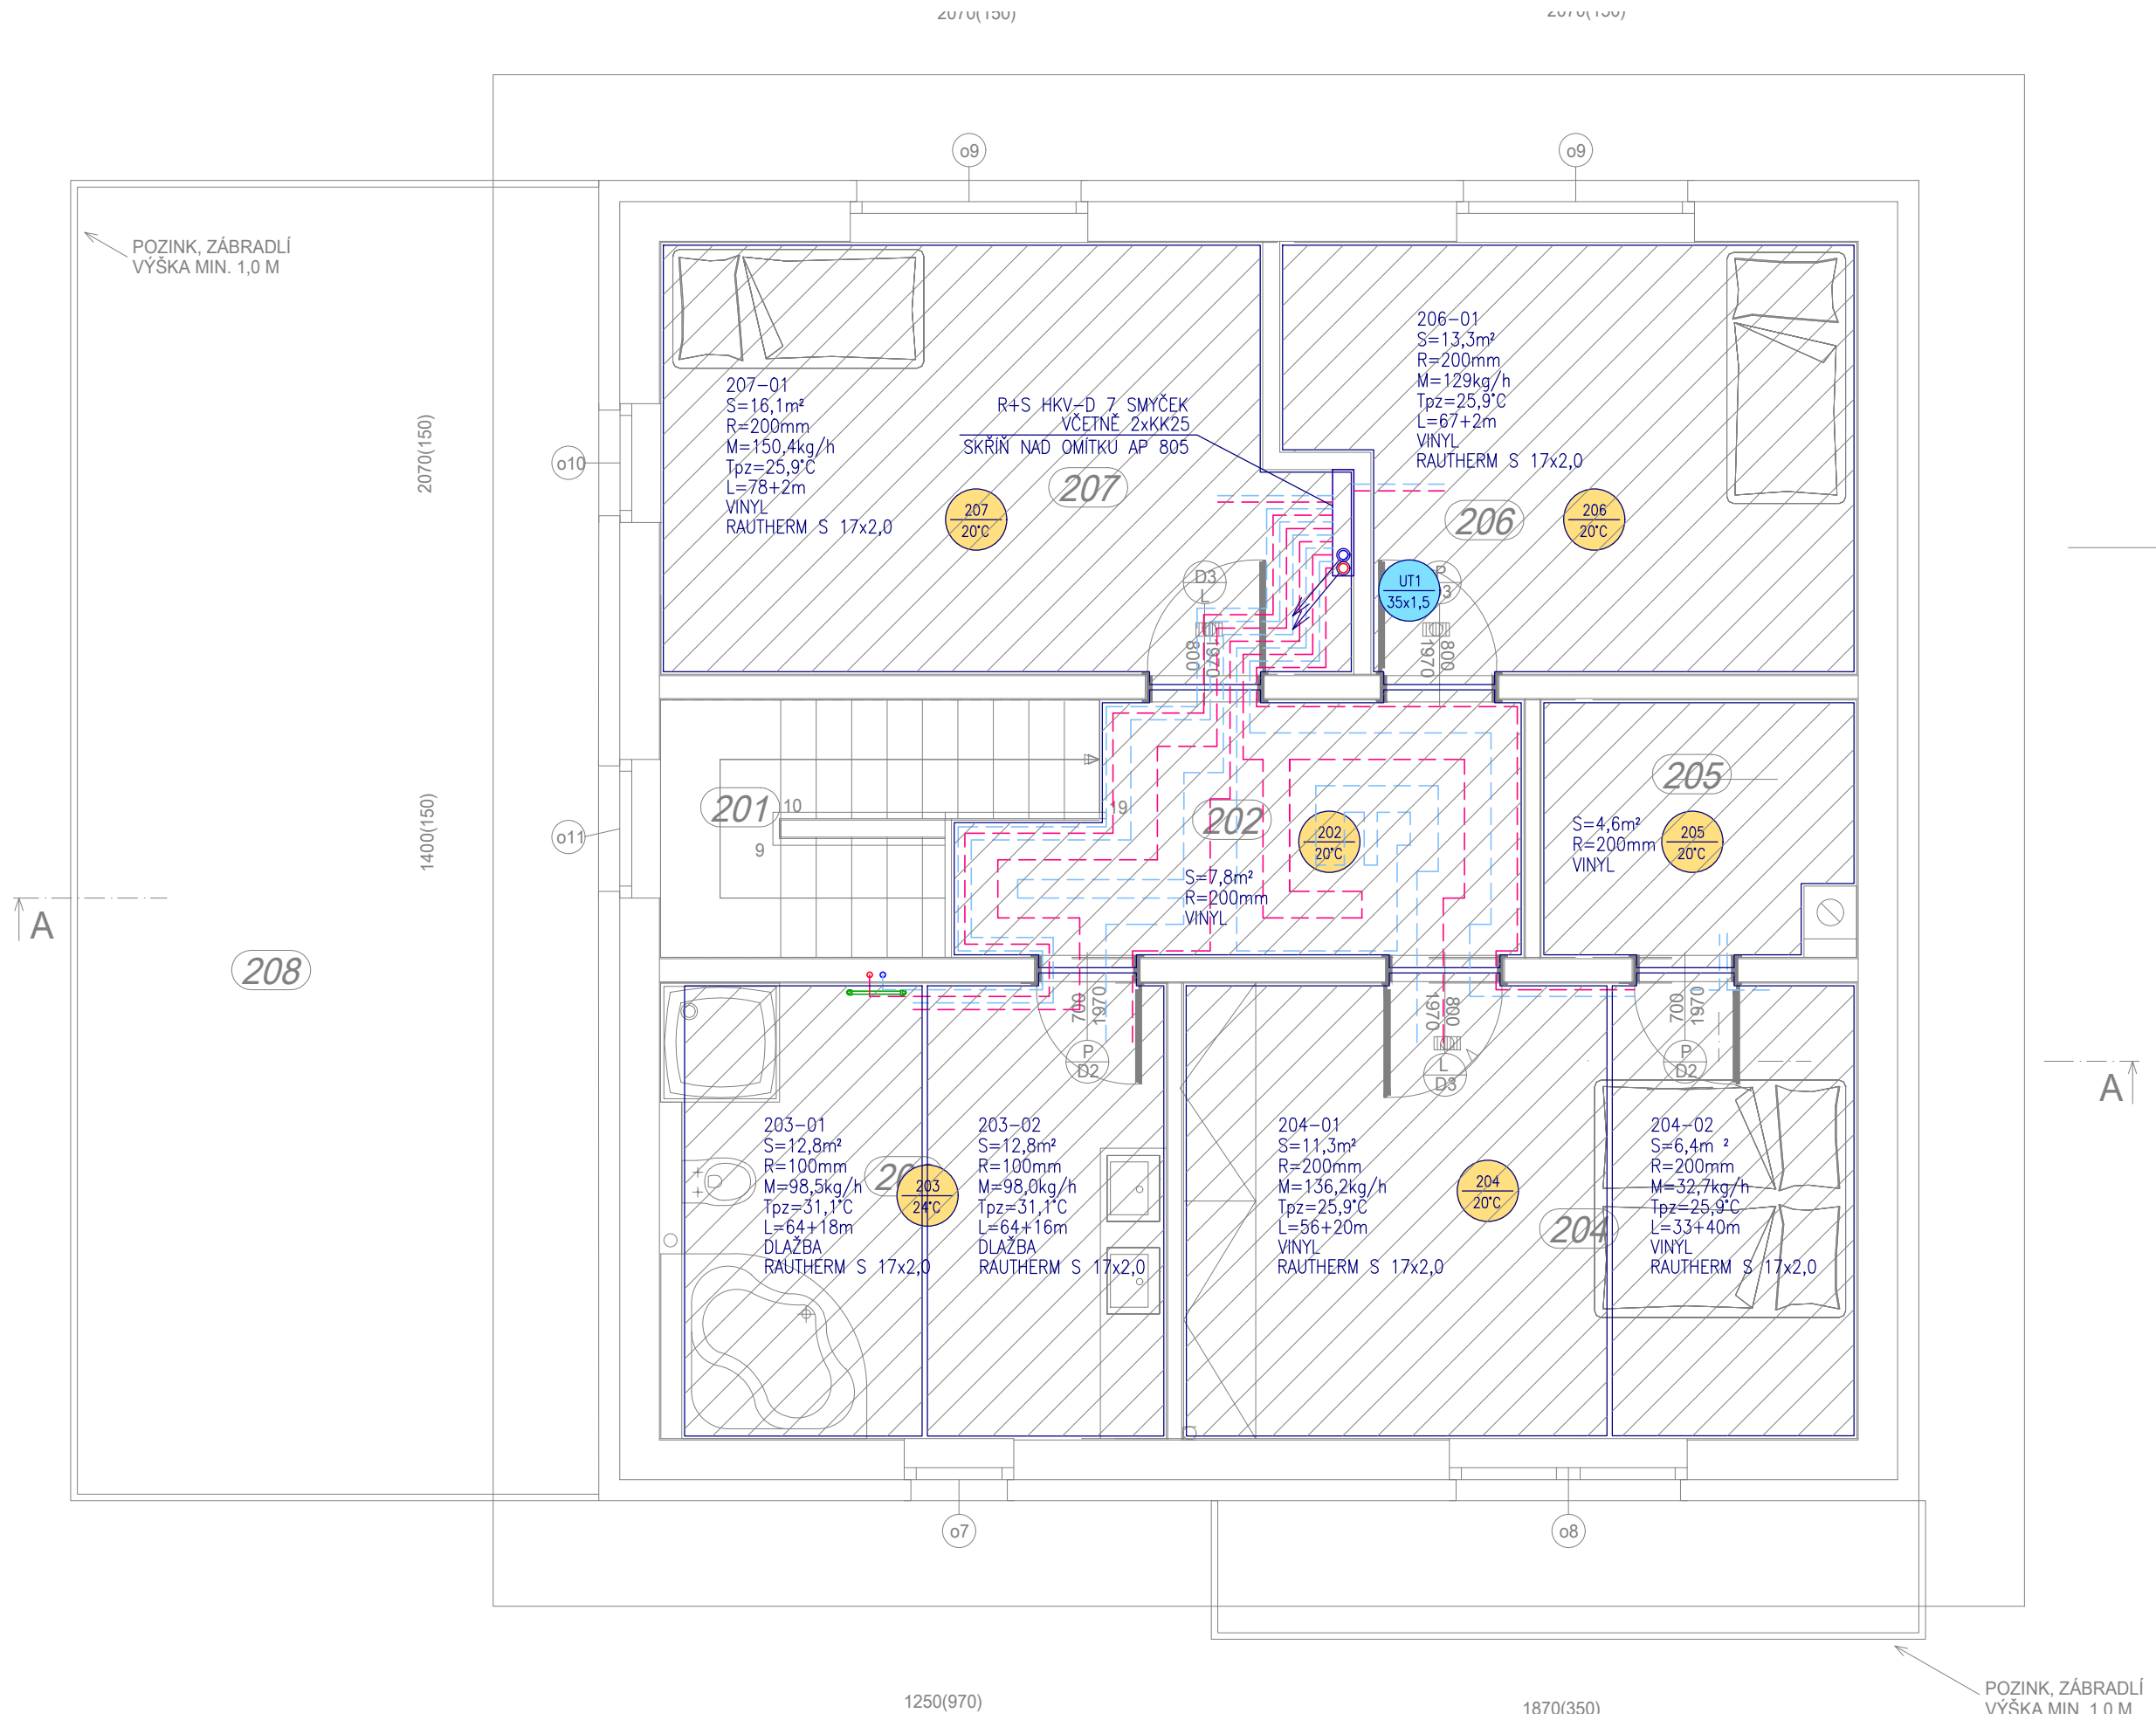 2070(150)
2070(150)
o9
o9
POZINK, ZÁBRADLÍ
VÝŠKA MIN. 1,0 M
206-01
S=13,3m²
R=200mm
M=129kg/h
Tpz=25,9°C
L=67+2m
VINYL
RAUTHERM S 17x2,0
207-01
S=16,1m²
R=200mm
M=150,4kg/h
Tpz=25,9°C
L=78+2m
VINYL
RAUTHERM S 17x2,0
R+S HKV-D 7 SMYČEK
VČETNĚ 2xKK25
SKŘÍŇ NAD OMÍTKU AP 805
2070(150)
o10
207
207
20°C
206
206
20°C
D3
L
800
1970
UT1
35x1,5
P
3
1970
800
201
10
19
9
o11
1400(150)
202
202
20°C
S=7,8m²
R=200mm
VINYL
205
S=4,6m²
R=200mm
VINYL
205
20°C
A
208
700
1970
P
D2
1970
800
L
D3
700
1970
P
D2
A
203-01
S=12,8m²
R=100mm
M=98,5kg/h
Tpz=31,1°C
L=64+18m
DLAŽBA
RAUTHERM S 17x2,0
20
203
24°C
203-02
S=12,8m²
R=100mm
M=98,0kg/h
Tpz=31,1°C
L=64+16m
DLAŽBA
RAUTHERM S 17x2,0
204-01
S=11,3m²
R=200mm
M=136,2kg/h
Tpz=25,9°C
L=56+20m
VINYL
RAUTHERM S 17x2,0
204
20°C
204
204-02
S=6,4m ²
R=200mm
M=32,7kg/h
Tpz=25,9°C
L=33+40m
VINYL
RAUTHERM S 17x2,0
o7
o8
1250(970)
1870(350)
POZINK, ZÁBRADLÍ
VÝŠKA MIN. 1,0 M